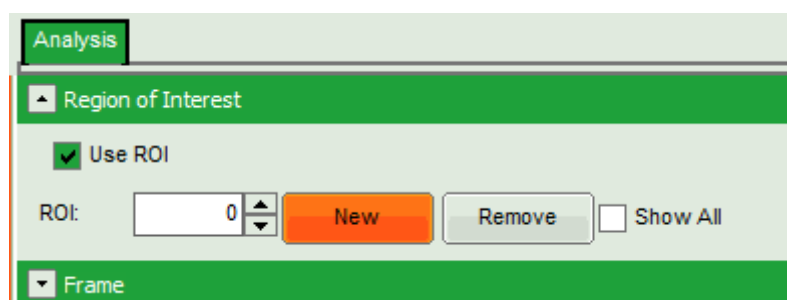 Analysis
Region of Interest
Use ROI
ROI: 0 New Remove Show All
Frame